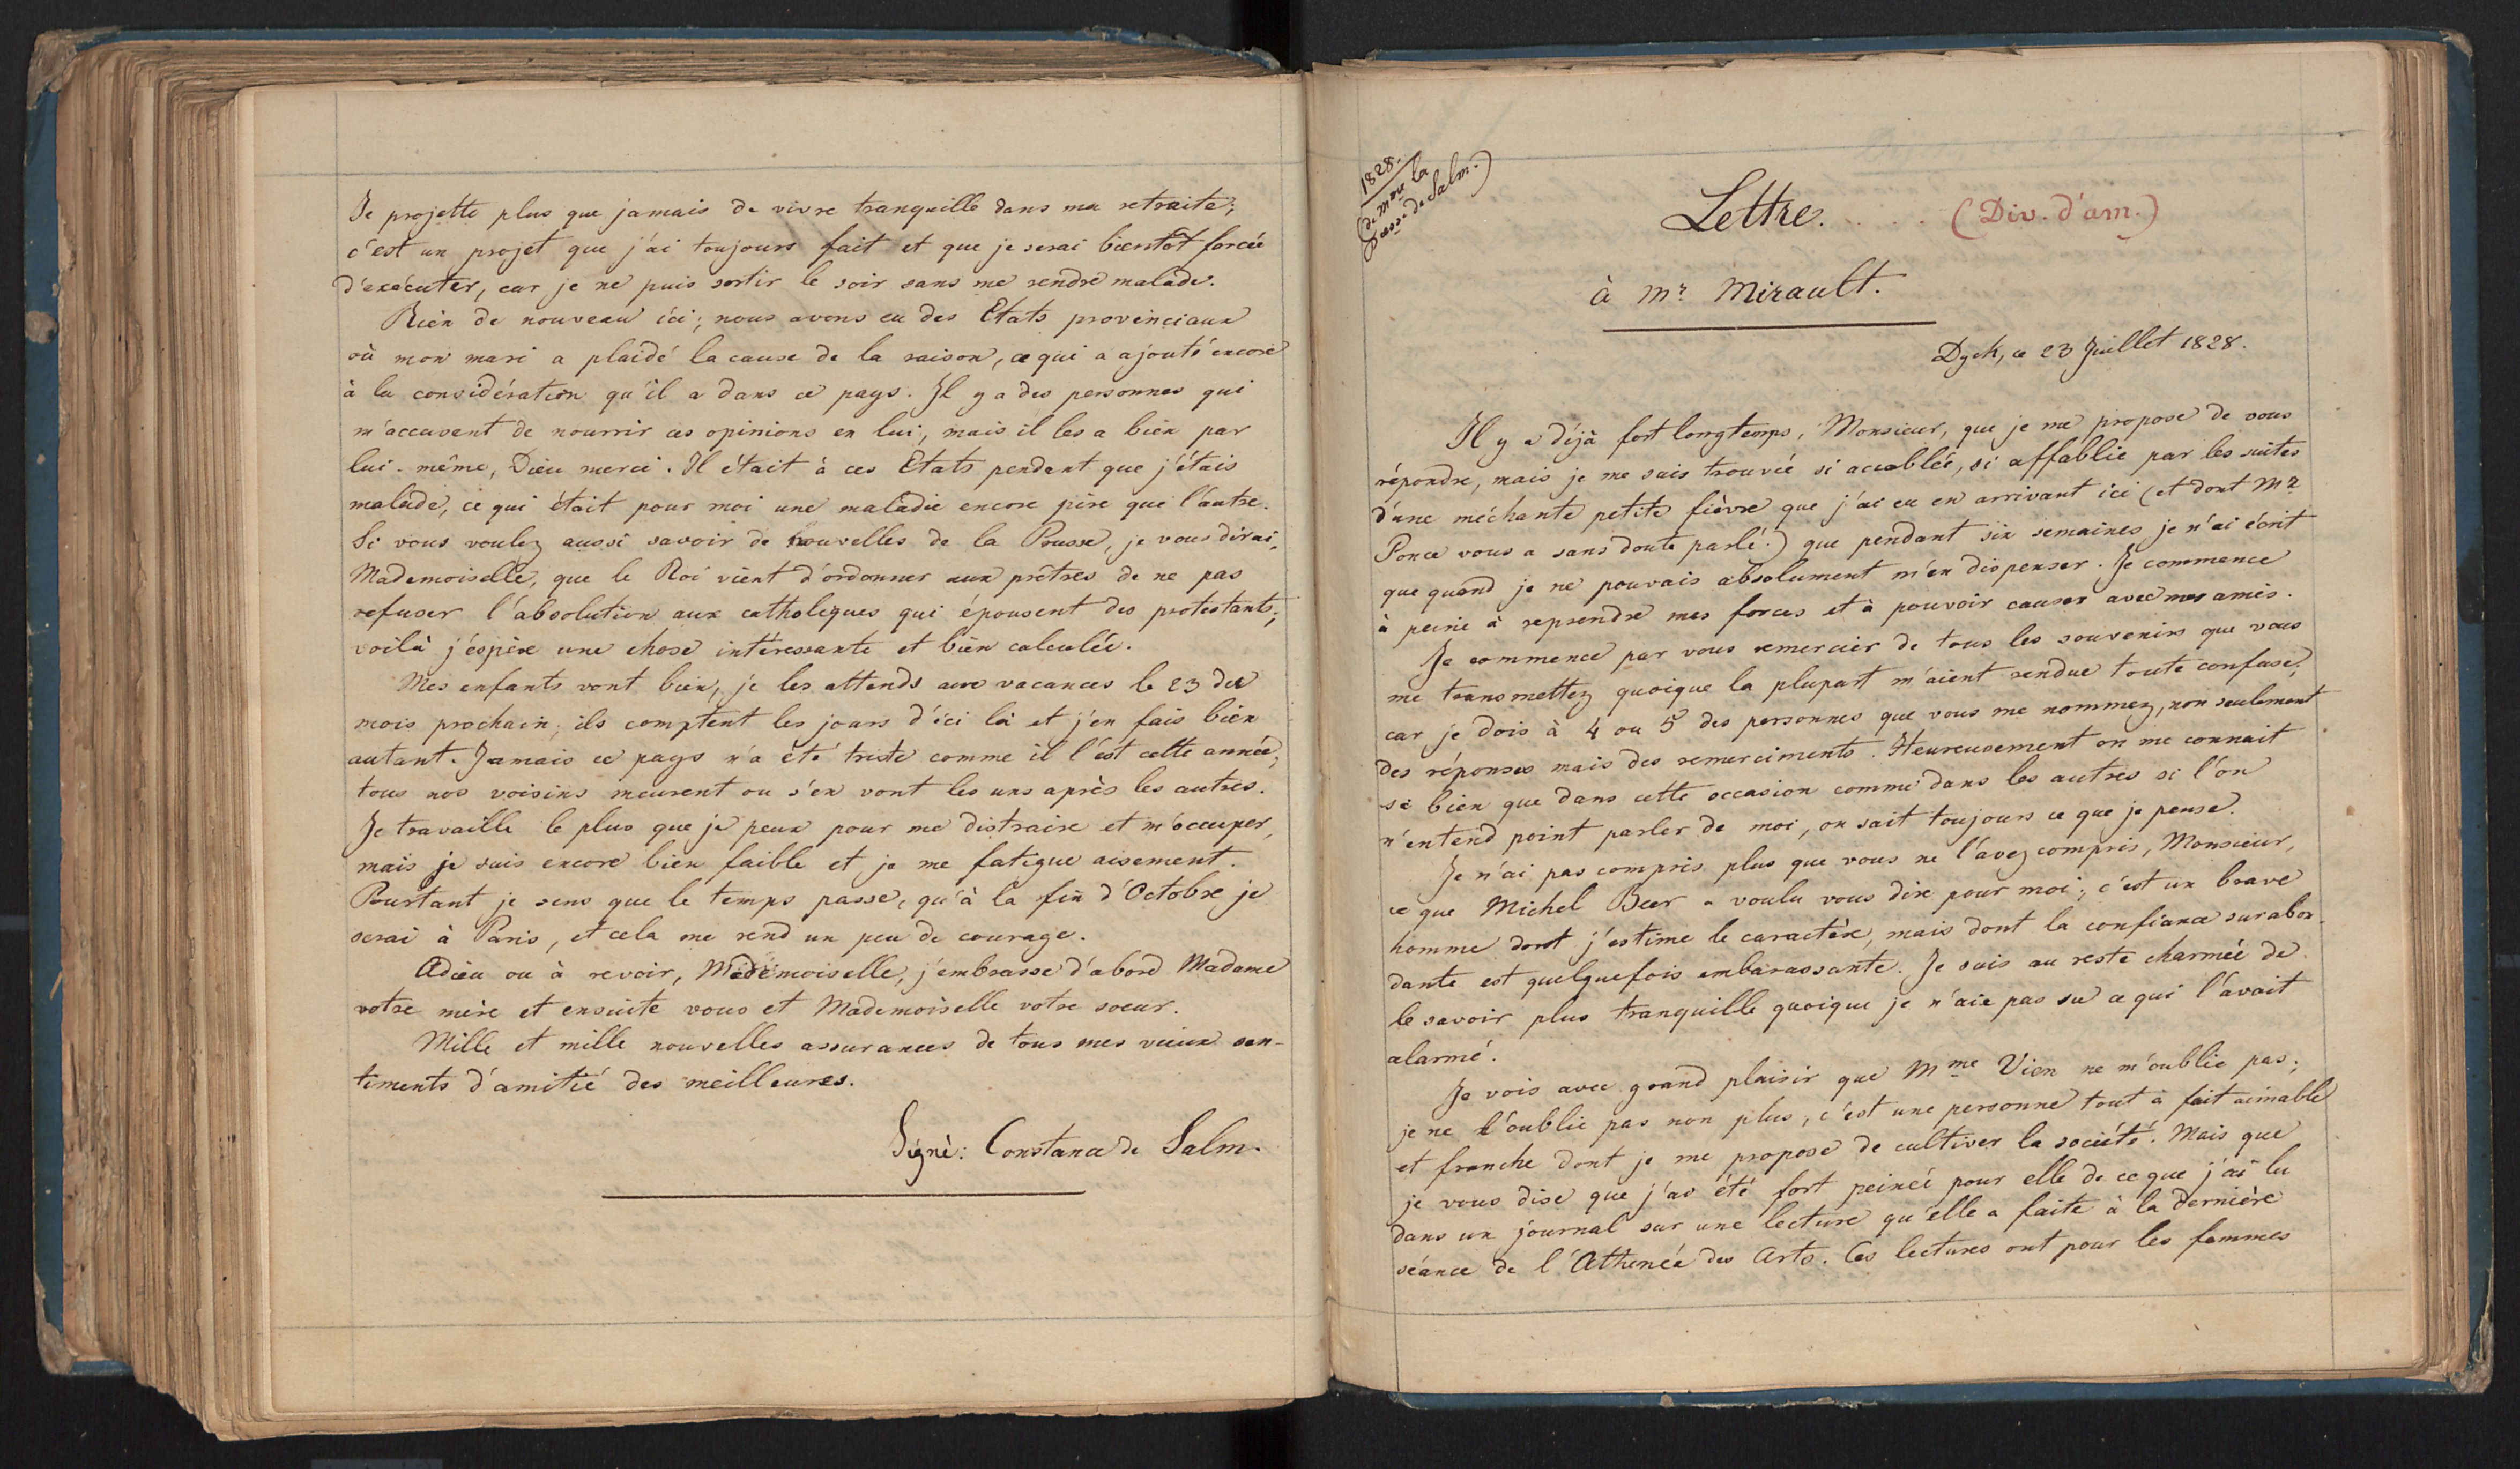 Je projette plus que jamais de vivre tranquille dans ma retraite;
c'est un projet que j'ai toujours fait et que je serai bientôt forcée
d'exécuter, car je ne puis sortir le soir sans me rendre malade.
Rien de nouveau ici; nous avons eu des Etats provinciaux
où mon mari a plaidé la cause de la raison, ce qui a ajouté encore
à la considération qu'il a dans ce pays. Il y a des personnes qui
m'accusent de nourrir ces opinions en lui, mais il les a bien par
lui-même, Dieu merci. Il était à ces Etats pendant que j'étais
malade, ce qui était pour moi une maladie encore pire que l'autre.
Si vous voulez aussi savoir de nouvelles de la Prusse, je vous dirai,
Mademoiselle, que le Roi vient d'ordonner aux prêtres de ne pas
refuser l'absolution aux catholiques qui épousent des protestants;
voilà j'éspère une chose intéressante et bien calculée.
Mes enfants vont bien, je les attends aux vacances le 23 du
mois prochain; ils comptent les jours d'ici là et j'en fais bien
autant. Jamais ce pays n'a été triste comme il l'est cette année,
tous nos voisins meurent ou s'en vont les uns après les autres.
Je travaille le plus que je peux pour me distraire et m'occuper,
mais je suis encore bien faible et je me fatigue aisement.
Pourtant je sens que le temps passe, qu'à la fin d'Octobre je
serai à Paris, et cela me rend un peu de courage.
Adieu ou à revoir, Mademoiselle, j'embrasse d'abord Madame
votre mère et ensuite vous et Mademoiselle votre soeur.
Mille et mille nouvelles assurances de tous mes vieux sen-
timents d'amitié des meilleures.
Signé: Constance de Salm.
1828.
(de mme la
Pcesse de Salm.)
Lettre. . . . . (Div. d'am.)
à Mr. Mirault.
Dyck, ce 23 Juillet 1828.
Il y a déjà fort longtemps, Monsieur, que je me propose de vous
répondre, mais je me suis trouvée si accablée, si affablie par les suites
d'une méchante petite fièvre que j'ai eu en arrivant ici (et dont Mr
Ponce vous a sans doute parlé.) que pendant six semaines je n'ai écrit
que quand je ne pouvais absolument m'en dispenser. Je commence
à peine à reprendre mes forces et à pouvoir causer avec mes amis.
Je commence par vous remercier de tous les souvenirs que vous
me transmettez quoique la plupart m'aient rendue toute confuse,
car je dois à 4 ou 5 des personnes que vous me nommez, non seulement
des réponses mais des remerciments. Heureusement on me connait
si bien que dans cette occasion comme dans les autres si l'on
n'entend point parler de moi, on sait toujours ce que je pense.
Je n'ai pas compris plus que vous ne l'avez compris, Monsieur,
ce que Michel Beer a voulu vous dire pour moi; c'est un brave
homme dont j'estime le caractère, mais dont la confiance surabon-
dante est quelquefois embarassante. Je suis au reste charmée de
le savoir plus tranquille quoique je n'aie pas su ce qui l'avait
alarmé.
Je vois avec grand plaisir que Mme Vien ne m'oublie pas;
je ne l'oublie pas non plus, c'est une personne tout à fait aimable
et franche dont je me propose de cultiver la société. Mais que
je vous dise que j'ai été fort peinée pour elle de ce que j'ai lu
dans un journal sur une lecture qu'elle a faite à la dernière
séance de l'Athenée des Arts. Ces lectures ont pour les femmes